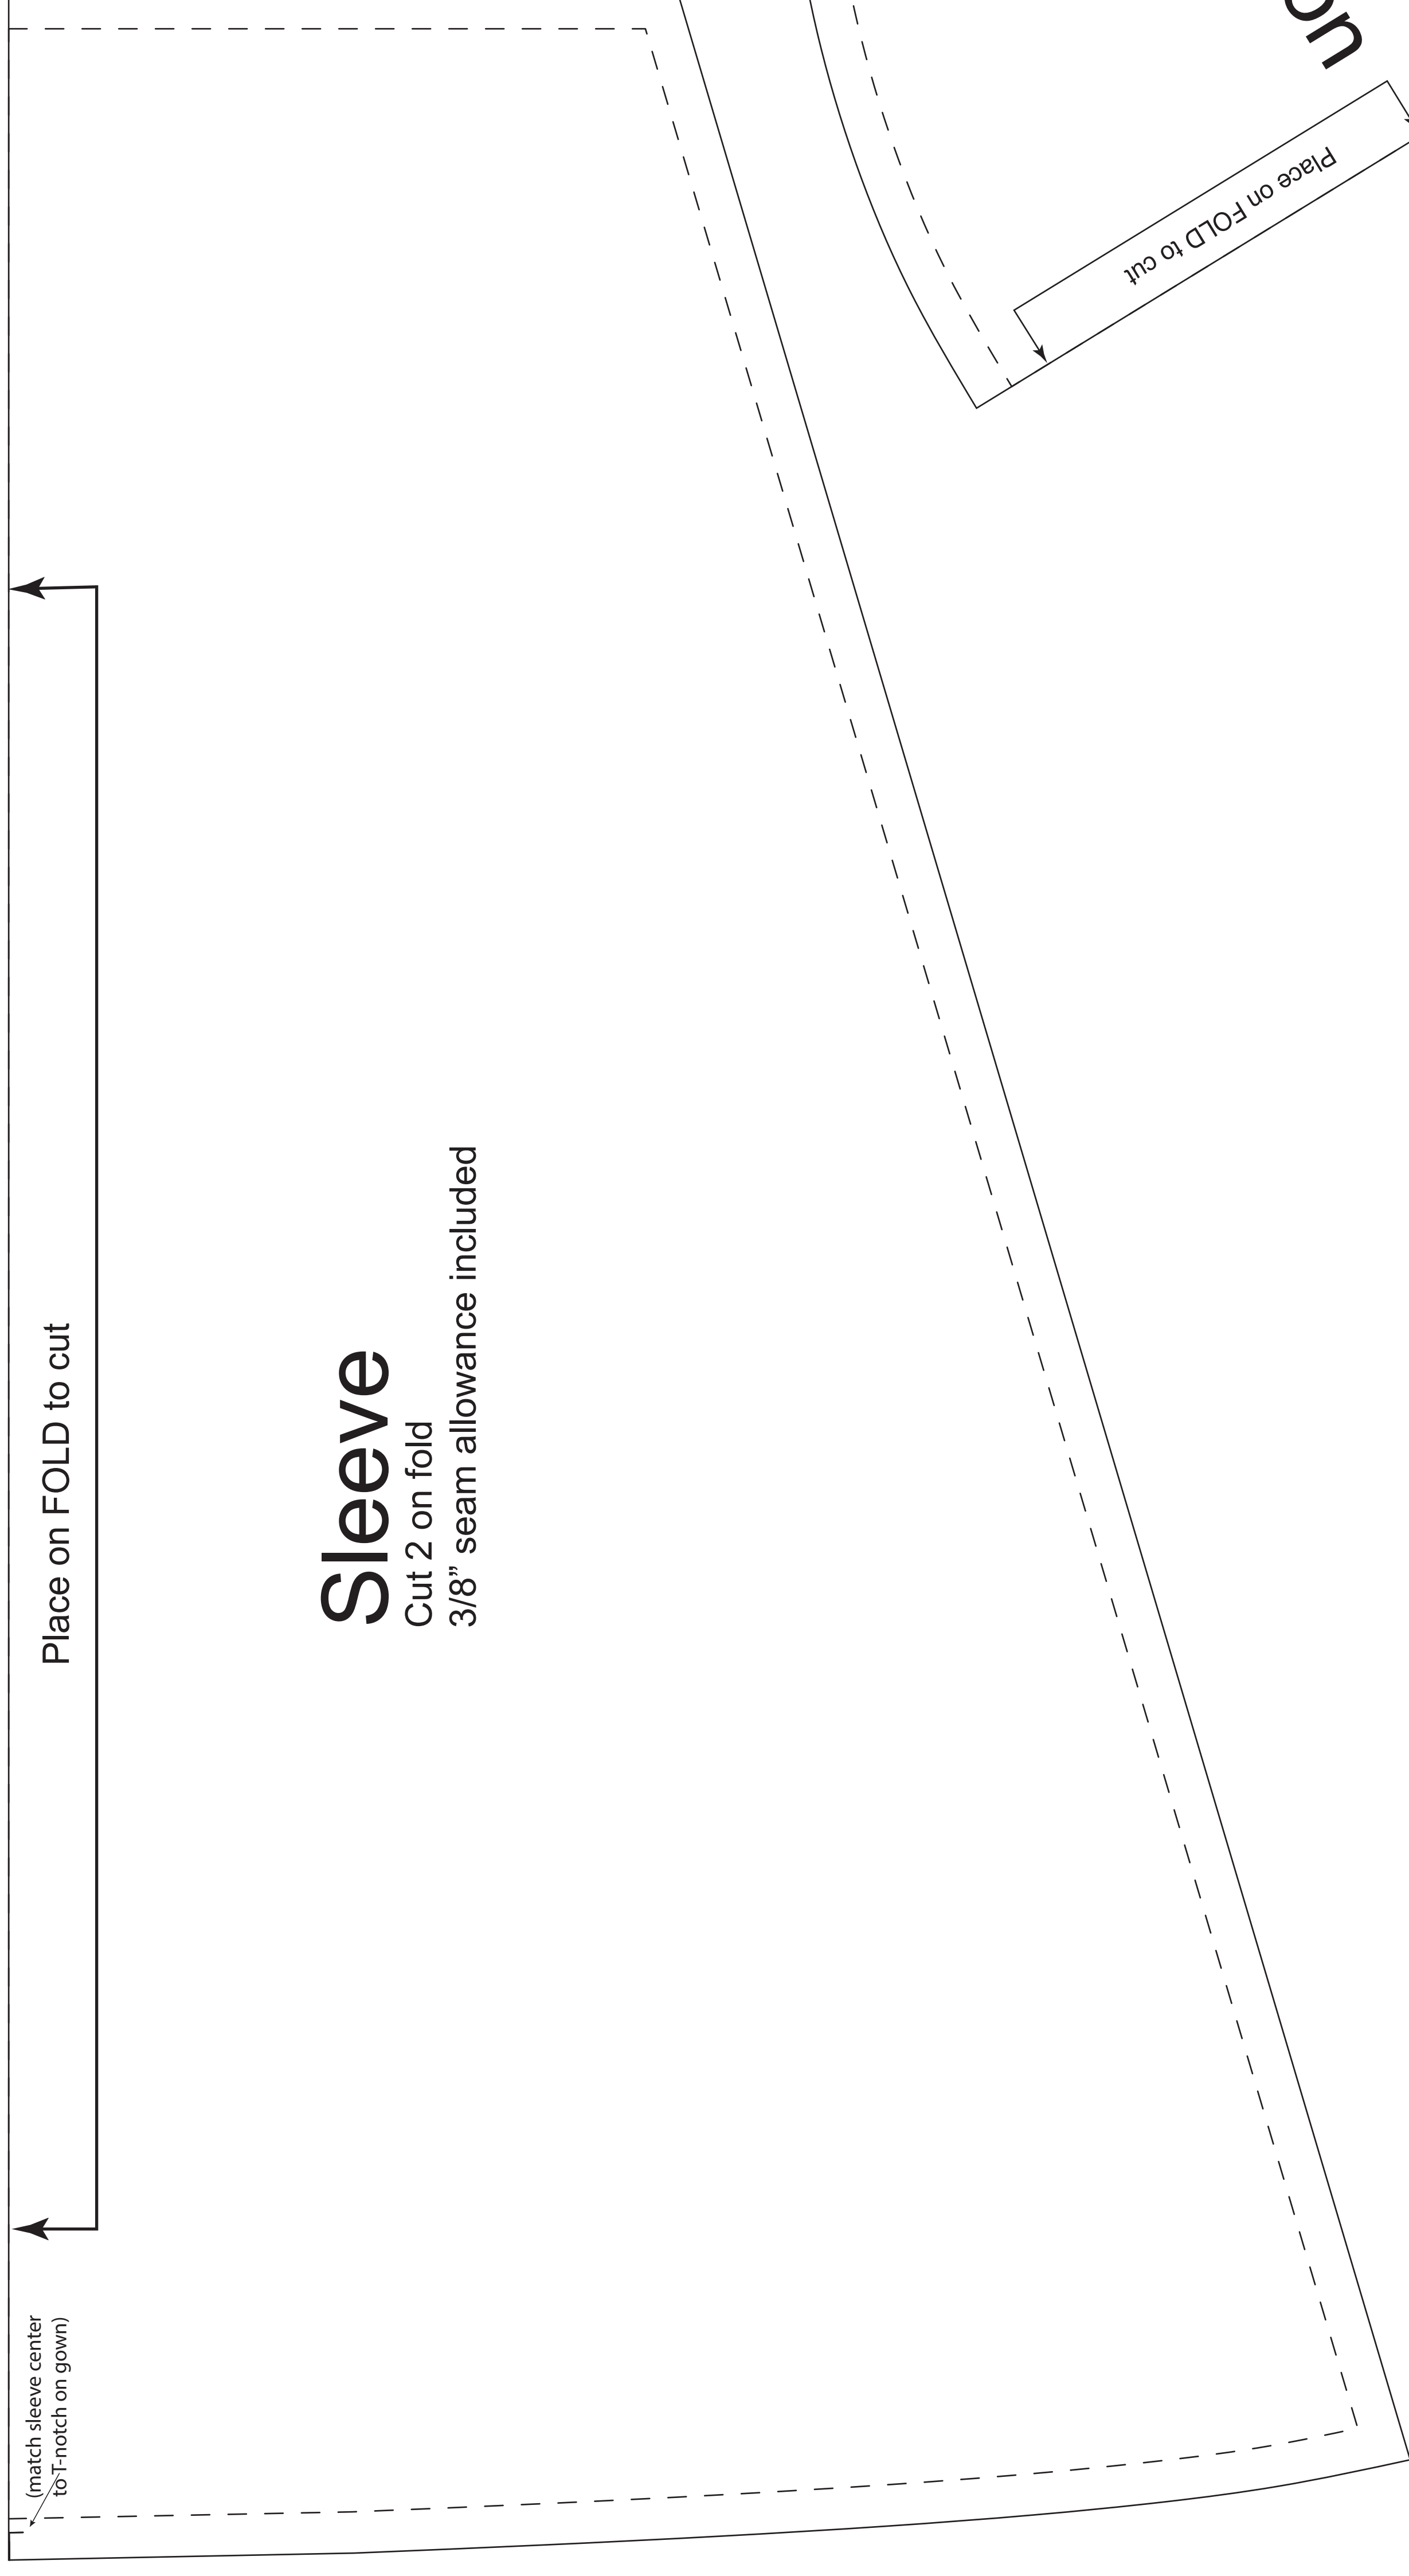 Place on FOLD to cut
Sleeve
Cut 2 on fold
3/8” seam allowance included
(match sleeve center
to T-notch on gown)
Place on FOLD to cut
on